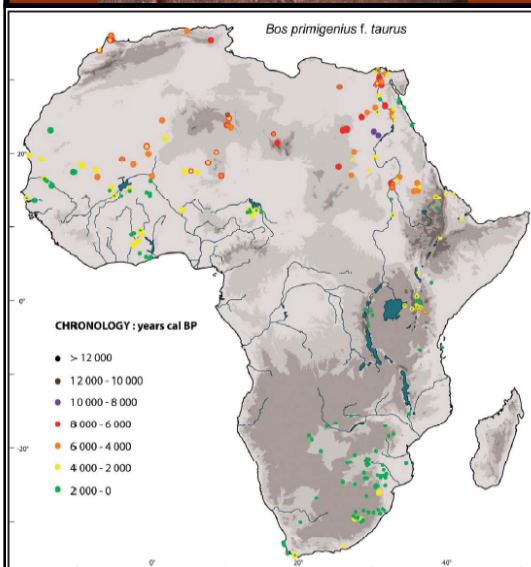 Bos primigenius f. taurus
20°
0°
CHRONOLOGY : years cal BP
> 12 000
12 000 - 10 000
10 000 - 8 000
8 000 - 6 000
6 000 - 4 000
4 000 - 2 000
2 000 - 0
-20°
0° 20° 40°